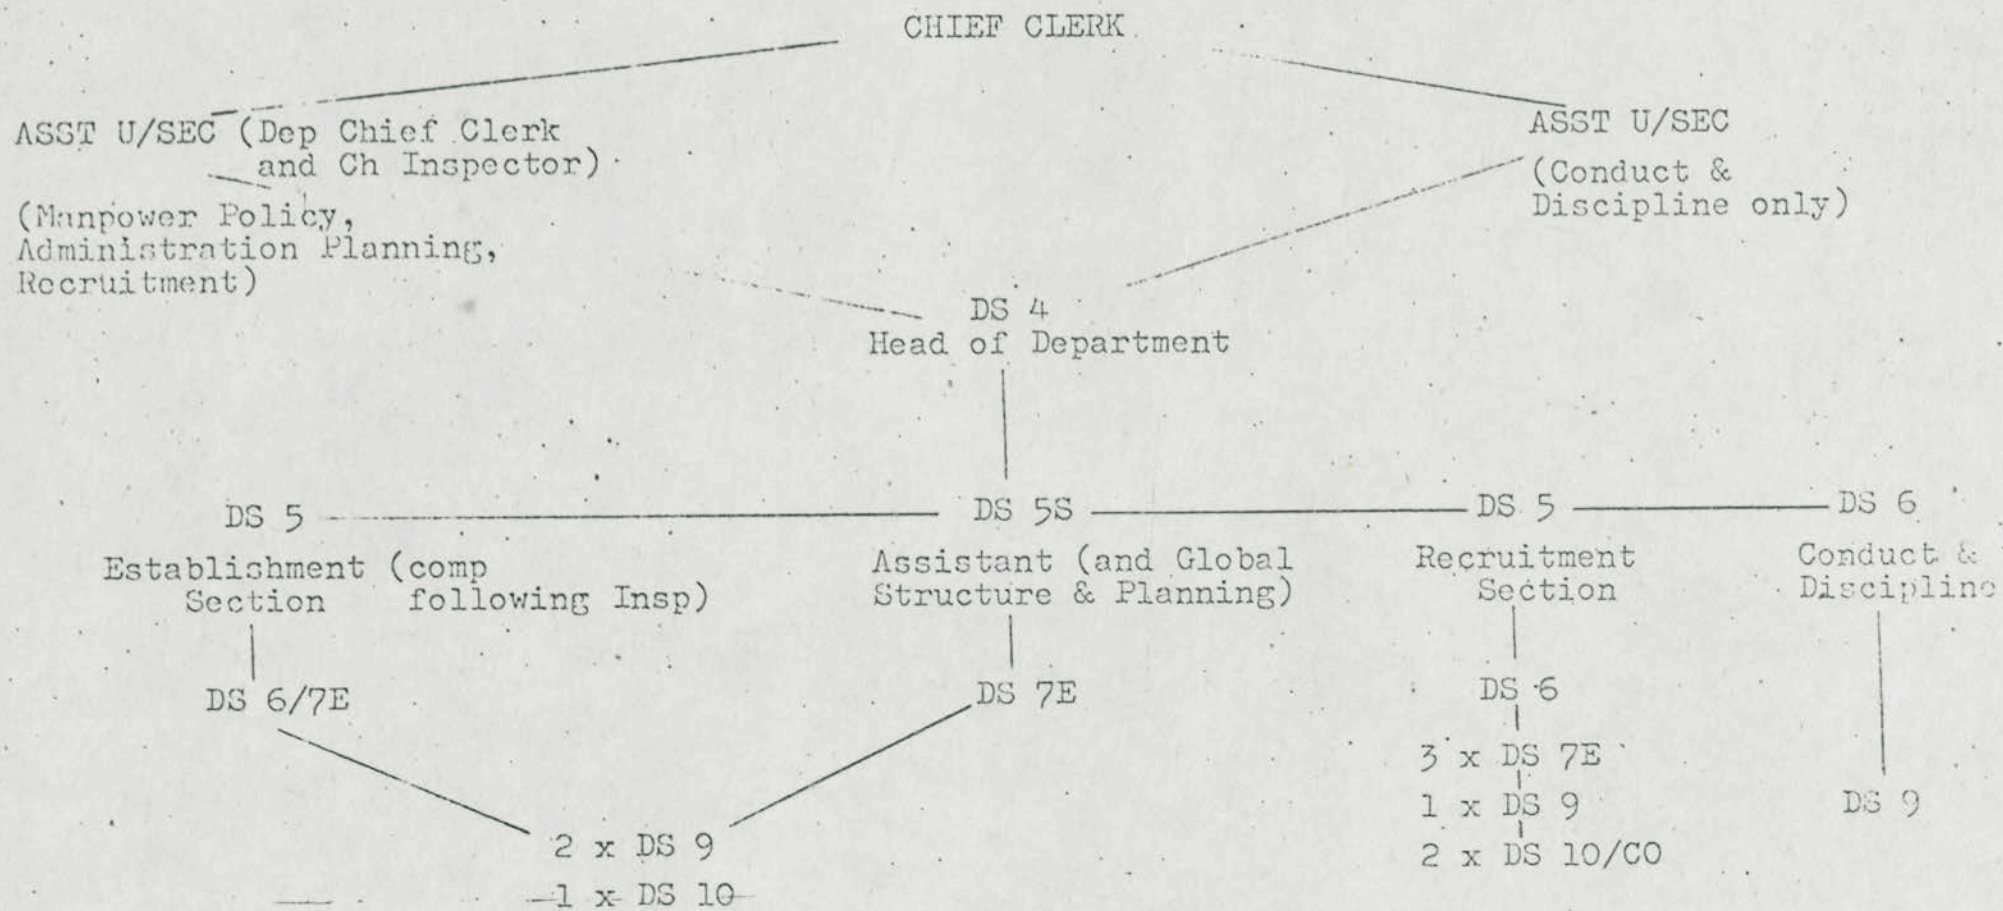 CHIEF CLERK
ASST U/SEC (Dep Chief Clerk
and Ch Inspector)
(Manpower Policy,
Administration Planning,
Recruitment)
ASST U/SEC
(Conduct &
Discipline only)
DS 4
Head of Department
DS 5
Establishment (comp
Section following Insp)
DS 5S
Assistant (and Global
Structure & Planning)
DS 5
Recruitment
Section
DS 6
Conduct &
Discipline
DS 6/7E
DS 7E
DS 6
3 x DS 7E
1 x DS 9
2 x DS 10/CO
DS 9
2 x DS 9
1 x DS 10